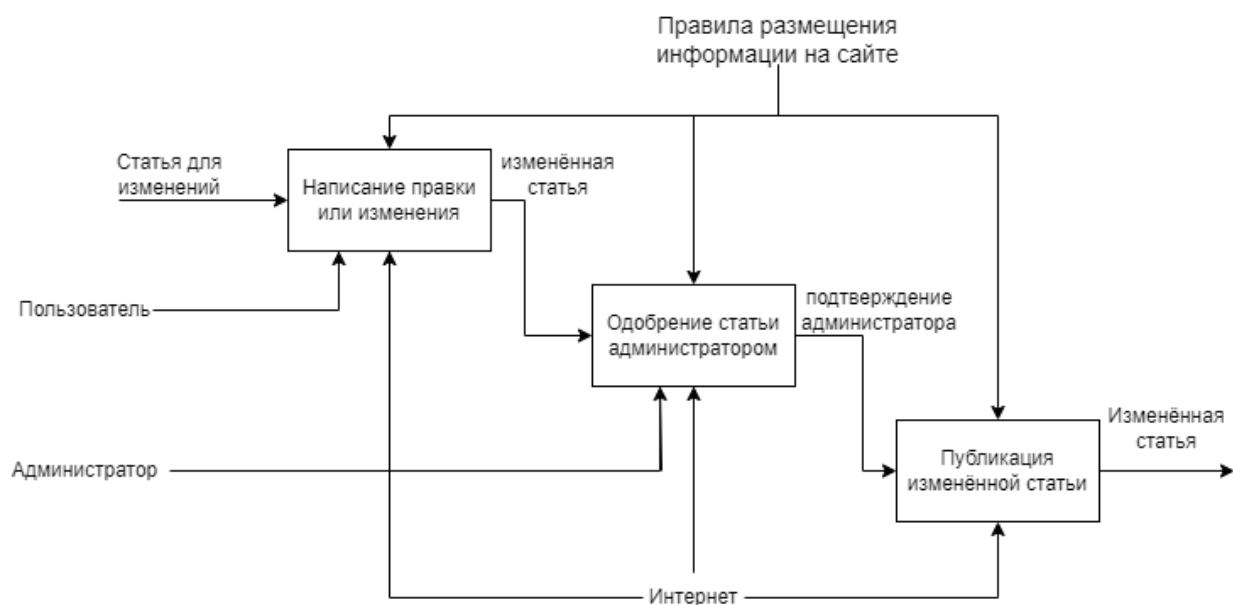 Правила размещения
информации на сайте
Статья для
изменений
Написание правки
или изменения
изменённая
статья
Пользователь
Одобрение статьи
администратором
подтверждение
администратора
Администратор
Публикация
изменённой статьи
Изменённая
статья
Интернет